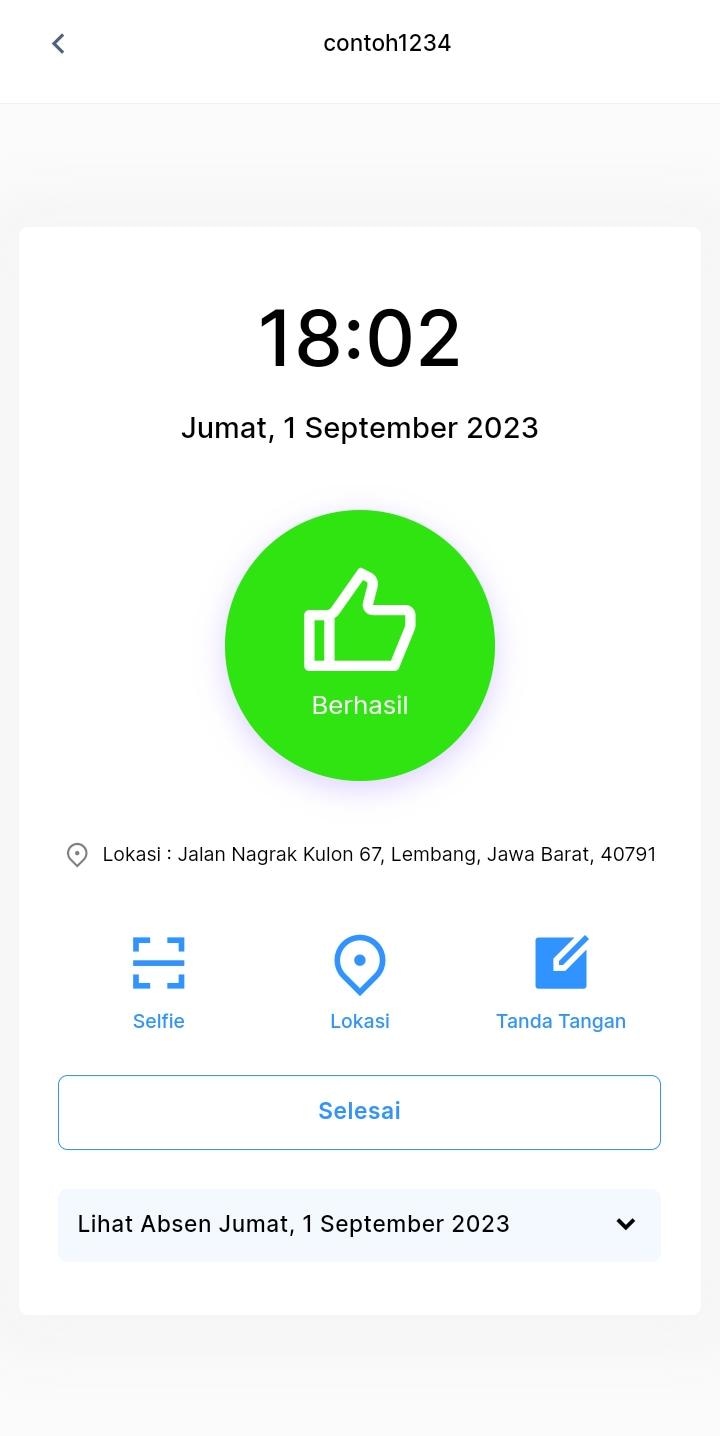 contoh1234
18:02
Jumat, 1 September 2023
Berhasil
Lokasi : Jalan Nagrak Kulon 67, Lembang, Jawa Barat, 40791
Selfie
Lokasi
Tanda Tangan
Selesai
Lihat Absen Jumat, 1 September 2023